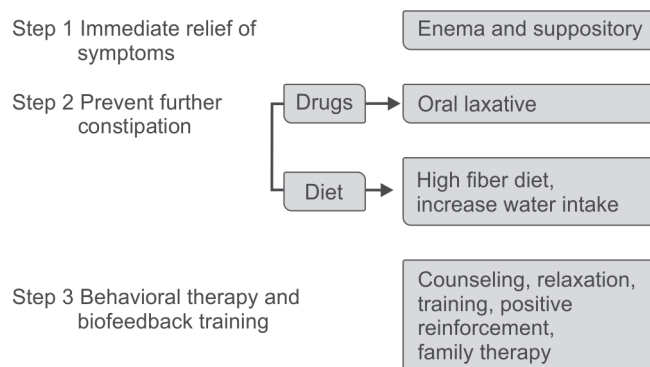 Step 1 Immediate relief of
symptoms
Enema and suppository
Step 2 Prevent further
constipation
Drugs
Oral laxative
Diet
High fiber diet,
increase water intake
Step 3 Behavioral therapy and
biofeedback training
Counseling, relaxation,
training, positive
reinforcement,
family therapy